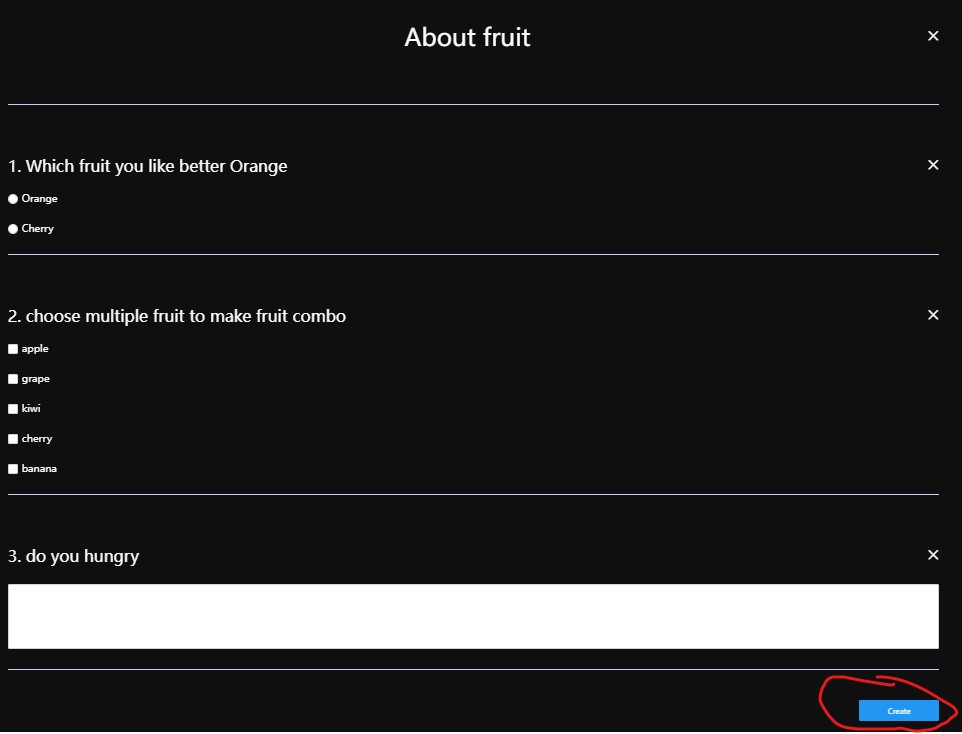 About fruit
1. Which fruit you like better Orange
Orange
Cherry
2. choose multiple fruit to make fruit combo
apple
grape
kiwi
cherry
banana
3. do you hungry
Create